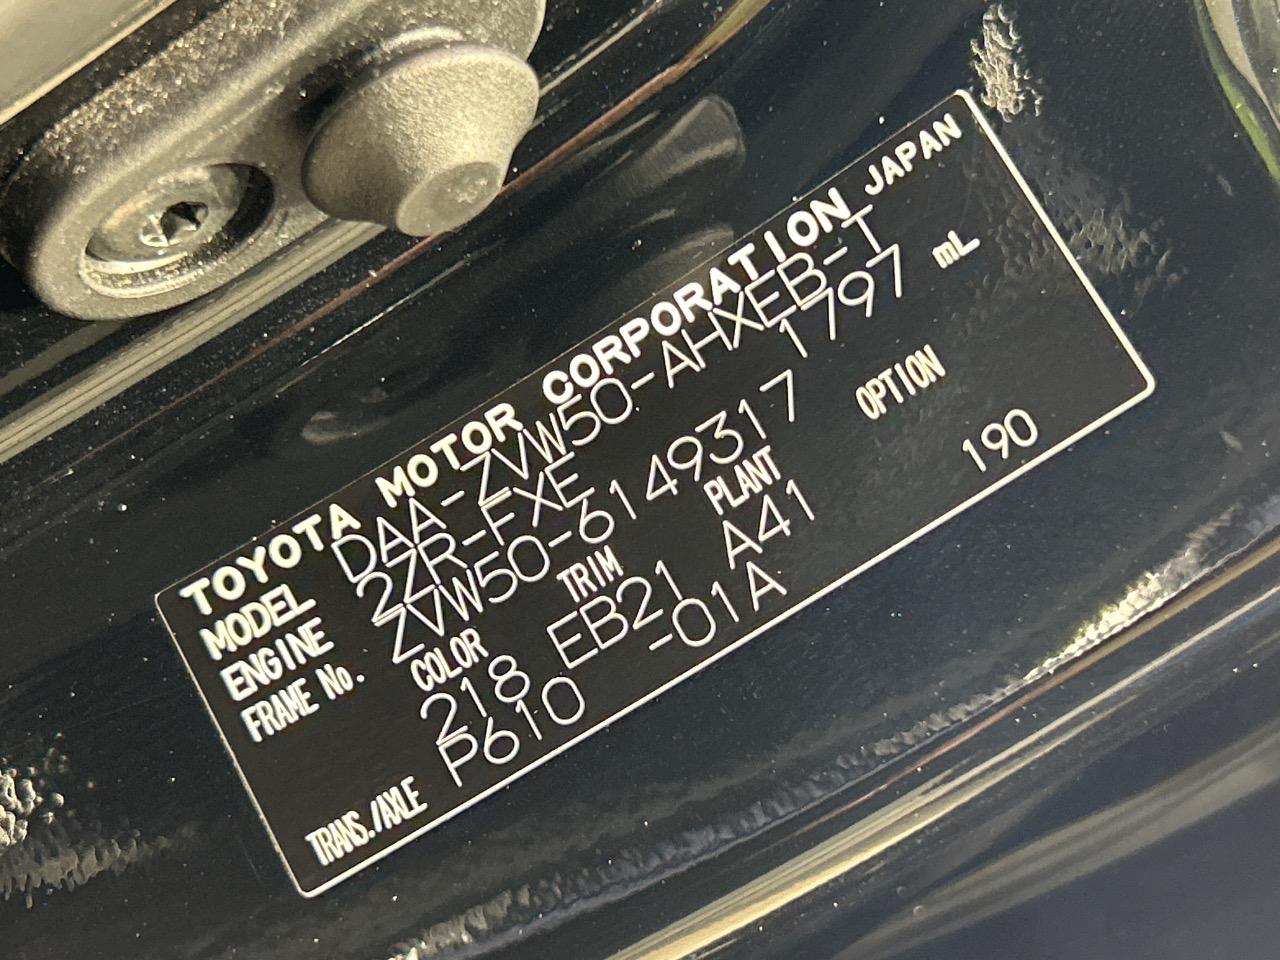 TOYOTA MOTOR CORPORATION JAPAN
MODEL DAA-ZVW50-AHXEB-T
ENGINE 2ZR-FXE 1797 mL
FRAME No. ZVW50-6149317
COLOR TRIM PLANT OPTION
218 EB21 A41 190
TRANS./AXLE P610 -01A